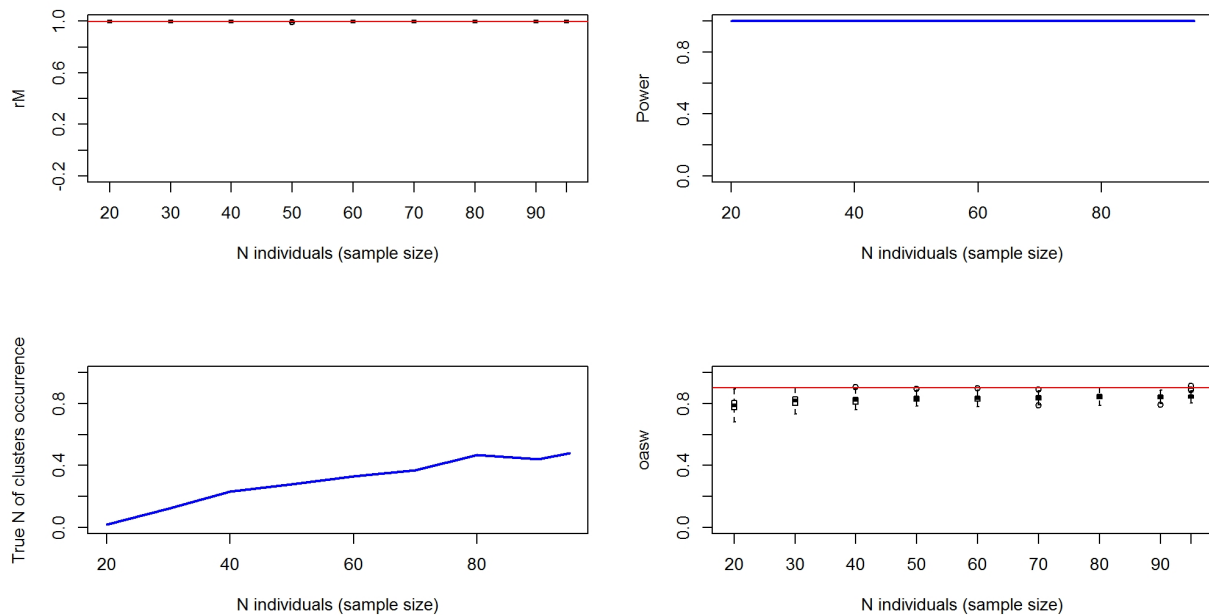 rM
1.0
0.6
0.2
-0.2
20 30 40 50 60 70 80 90
N individuals (sample size)
Power
0.8
0.4
0.0
20 40 60 80
N individuals (sample size)
True N of clusters occurrence
0.8
0.4
0.0
20 40 60 80
N individuals (sample size)
oasw
0.8
0.4
0.0
20 30 40 50 60 70 80 90
N individuals (sample size)